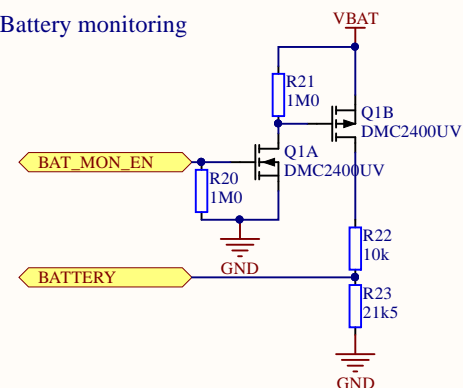 Battery monitoring
VBAT
R21
1M0
Q1B
DMC2400UV
Q1A
DMC2400UV
BAT_MON_EN
R20
1M0
GND
R22
10k
BATTERY
R23
21k5
GND